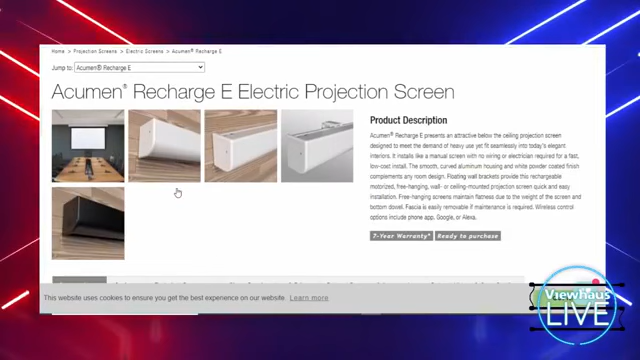 Home > Projection Screens > Electric Screens > Acumen® Recharge E
Jump to: Acumen® Recharge E
Acumen® Recharge E Electric Projection Screen
Product Description
Acumen® Recharge E presents an attractive below the ceiling projection screen
designed to meet the demand of heavy use yet fit seamlessly into today's elegant
interiors. It installs like a manual screen with no wiring or electrician required for a fast,
low-cost install. The smooth, curved aluminum housing and white powder coated finish
complements any room design. Floating wall brackets provide this rechargeable
motorized, free-hanging, wall- or ceiling-mounted projection screen quick and easy
installation. Free-hanging screens maintain flatness due to the weight of the screen and
bottom dowel. Fascia is easily removable if maintenance is required. Wireless control
options include phone app, Google, or Alexa.
7-Year Warranty* Ready to purchase
This website uses cookies to ensure you get the best experience on our website. Learn more
Viewhaus
LIVE